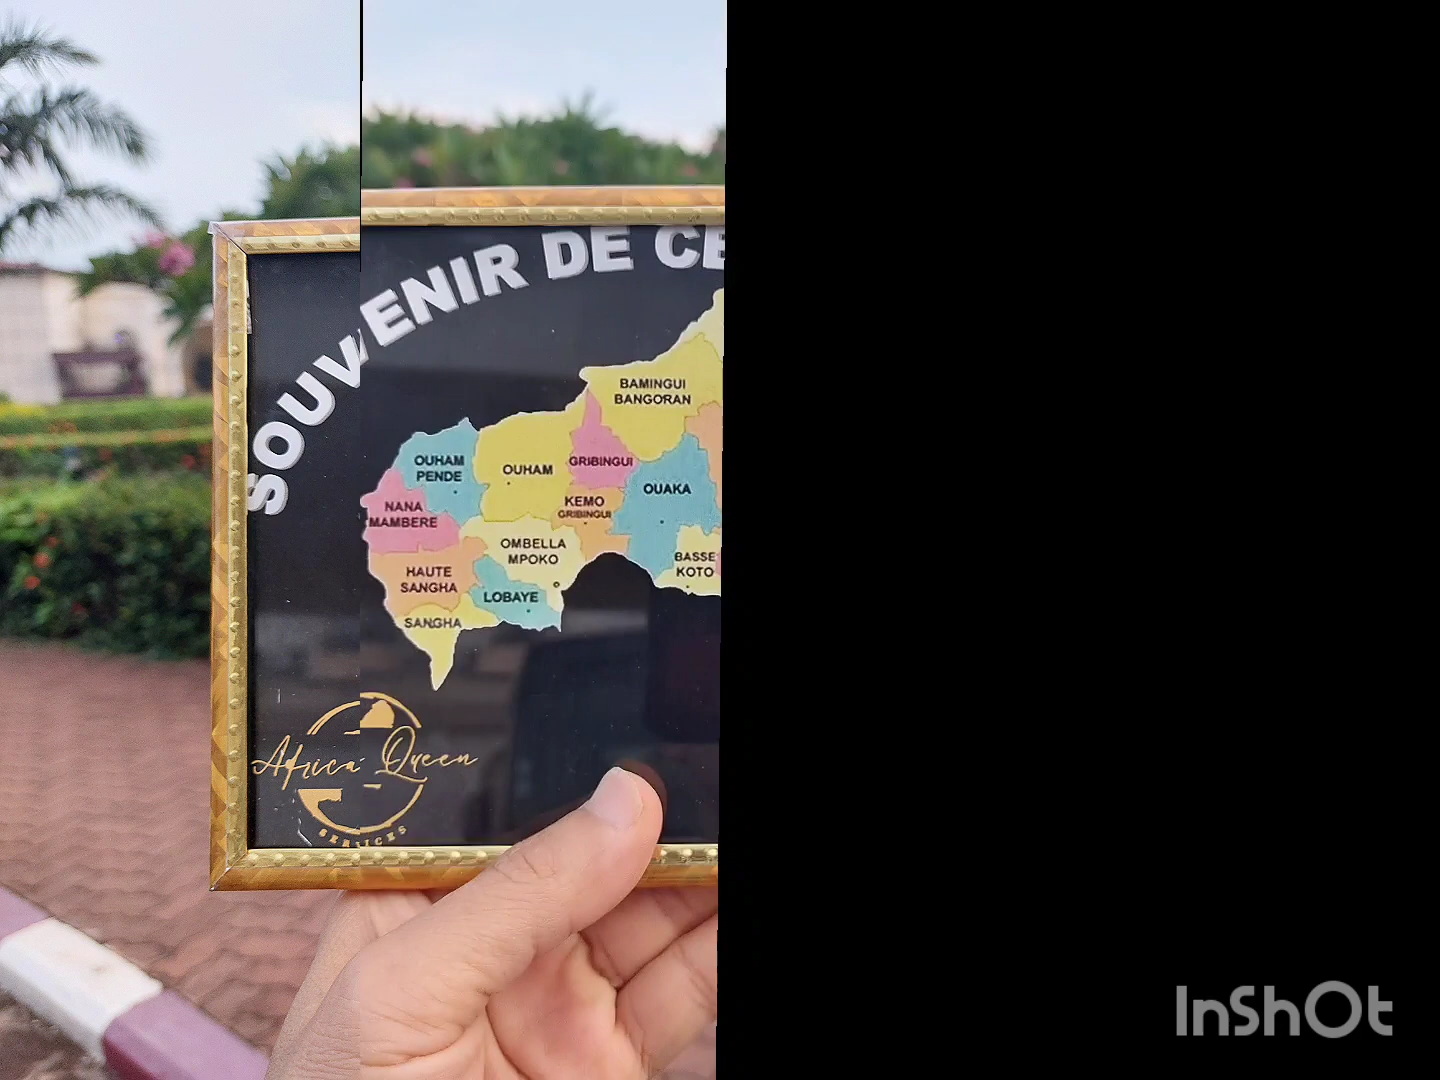 SOUVENIR DE CE
BAMINGUI
BANGORAN
OUHAM
PENDE
OUHAM
GRIBINGUI
OUAKA
NANA
MAMBERE
KEMO
GRIBINGUI
OMBELLA
MPOKO
BASSE
KOTO
HAUTE
SANGHA
LOBAYE
SANGHA
Africa Queen
SERVICES
InShOt